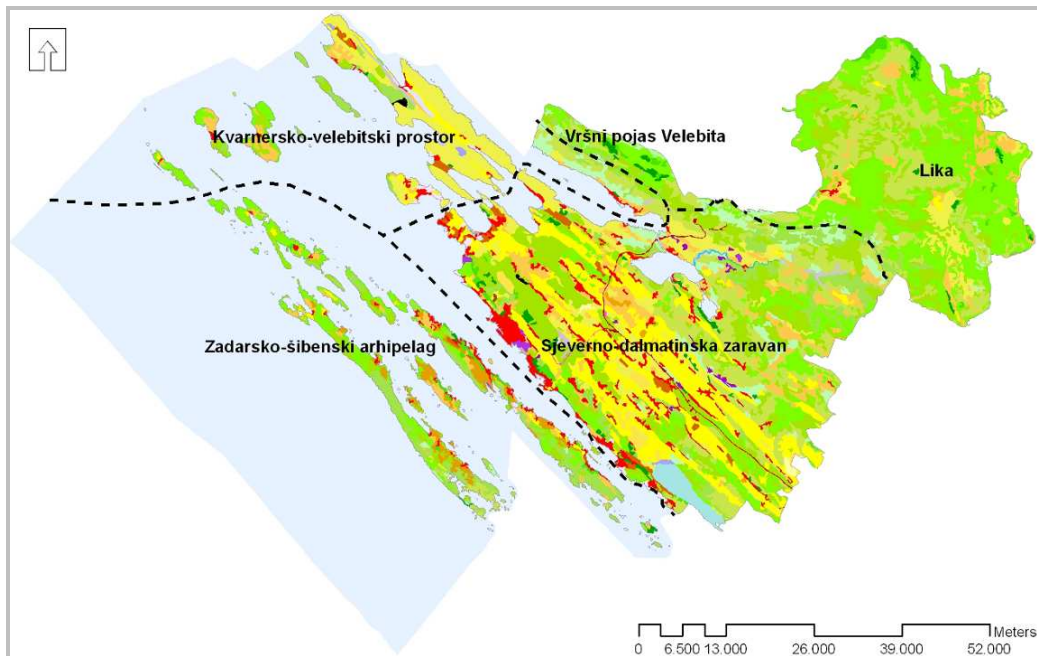 Kvarnersko-velebitski prostor
Vršni pojas Velebita
Lika
Zadarsko-šibenski arhipelag
Sjeverno-dalmatinska zaravan
Meters
0 6.500 13.000 26.000 39.000 52.000